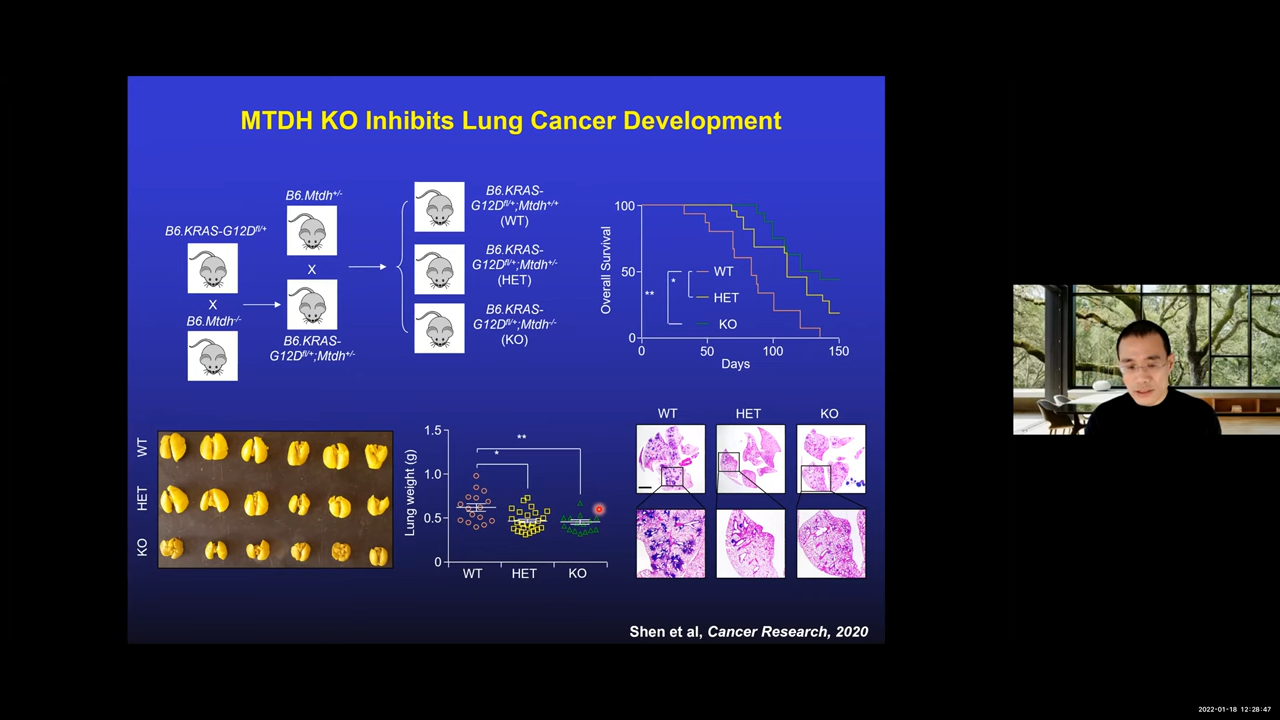 MTDH KO Inhibits Lung Cancer Development
B6.KRAS-G12Dfl/+
X
B6.Mtdh-/-
B6.Mtdh+/-
X
B6.KRAS-
G12Dfl/+;Mtdh+/-
B6.KRAS-
G12Dfl/+;Mtdh+/+
(WT)
B6.KRAS-
G12Dfl/+;Mtdh+/-
(HET)
B6.KRAS-
G12Dfl/+;Mtdh-/-
(KO)
Overall Survival
100
50
0
**
*
WT
HET
KO
0 50 100 150
Days
WT
HET
KO
Lung weight (g)
1.5
1.0
0.5
0
**
*
WT HET KO
WT HET KO
Shen et al, Cancer Research, 2020
2022-01-18 12:28:47